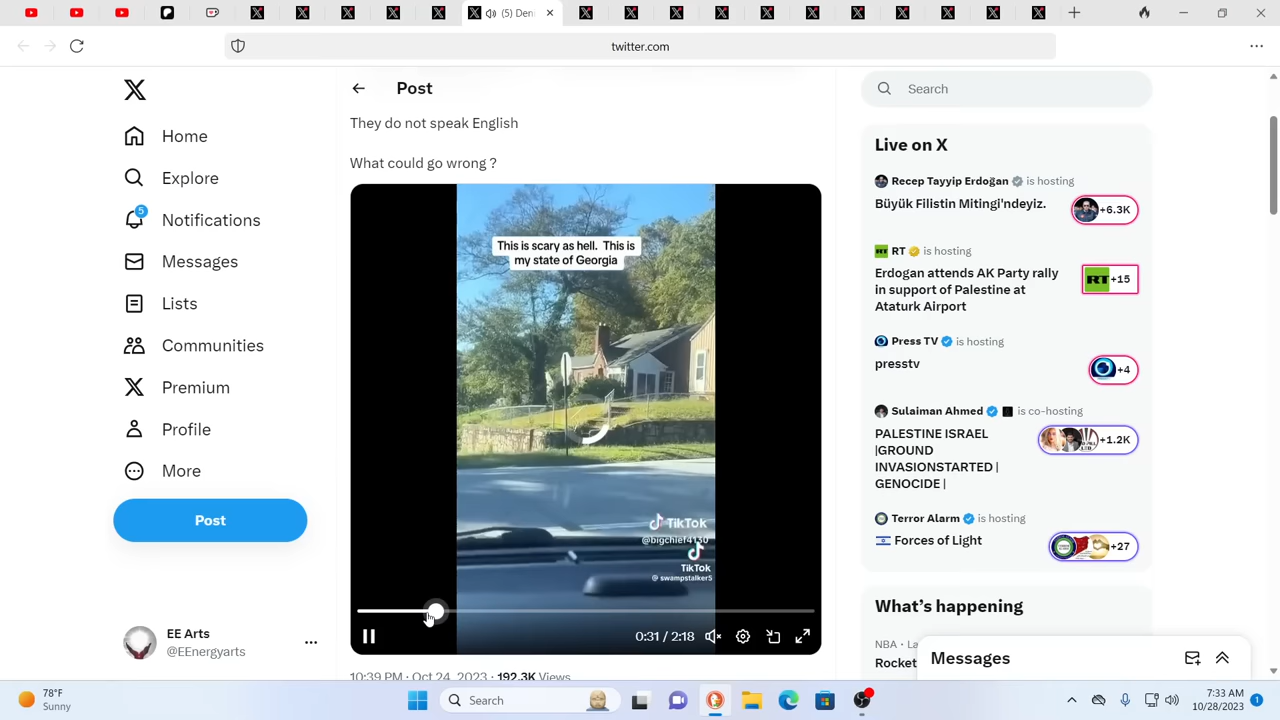 (5) Den
twitter.com
Home
Explore
5
Notifications
Messages
Lists
Communities
Premium
Profile
More
Post
EE Arts
@EEnergyarts
Post
They do not speak English
What could go wrong ?
This is scary as hell. This is
my state of Georgia
TikTok
@bigchief4130
TikTok
@swampstalker5
0:31 / 2:18
10:39 PM · Oct 24, 2023 · 192.3K Views
Search
Live on X
Recep Tayyip Erdoğan is hosting
Büyük Filistin Mitingi'ndeyiz.
+6.3K
RT is hosting
Erdogan attends AK Party rally
in support of Palestine at
Ataturk Airport
RT +15
Press TV is hosting
presstv
+4
Sulaiman Ahmed is co-hosting
PALESTINE ISRAEL
|GROUND
INVASIONSTARTED |
GENOCIDE |
+1.2K
Terror Alarm is hosting
Forces of Light
+27
What's happening
NBA · La
Rocket
Messages
78°F
Sunny
Search
7:33 AM
10/28/2023
1